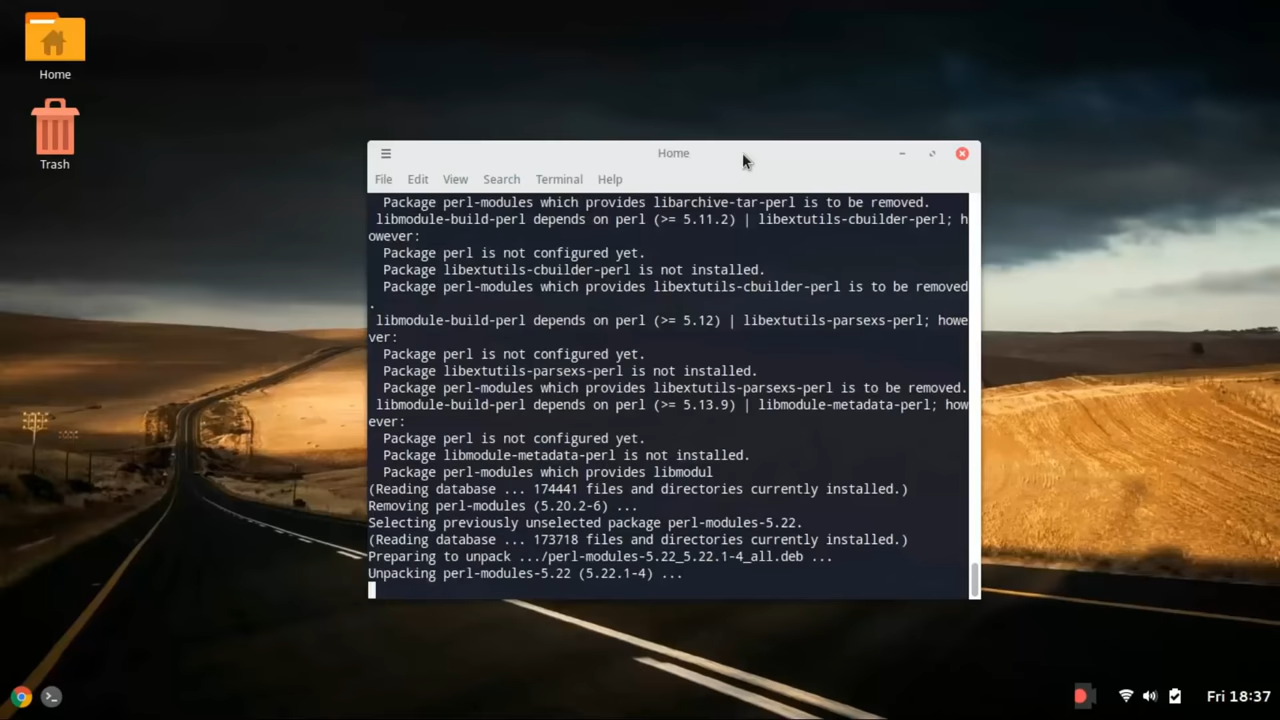 Home
Trash
Home
File Edit View Search Terminal Help
Package perl-modules which provides libarchive-tar-perl is to be removed.
libmodule-build-perl depends on perl (>= 5.11.2) | libextutils-cbuilder-perl; h
owever:
Package perl is not configured yet.
Package libextutils-cbuilder-perl is not installed.
Package perl-modules which provides libextutils-cbuilder-perl is to be removed
.
libmodule-build-perl depends on perl (>= 5.12) | libextutils-parsexs-perl; howe
ver:
Package perl is not configured yet.
Package libextutils-parsexs-perl is not installed.
Package perl-modules which provides libextutils-parsexs-perl is to be removed.
libmodule-build-perl depends on perl (>= 5.13.9) | libmodule-metadata-perl; how
ever:
Package perl is not configured yet.
Package libmodule-metadata-perl is not installed.
Package perl-modules which provides libmodul
(Reading database ... 174441 files and directories currently installed.)
Removing perl-modules (5.20.2-6) ...
Selecting previously unselected package perl-modules-5.22.
(Reading database ... 173718 files and directories currently installed.)
Preparing to unpack .../perl-modules-5.22_5.22.1-4_all.deb ...
Unpacking perl-modules-5.22 (5.22.1-4) ...
Fri 18:37